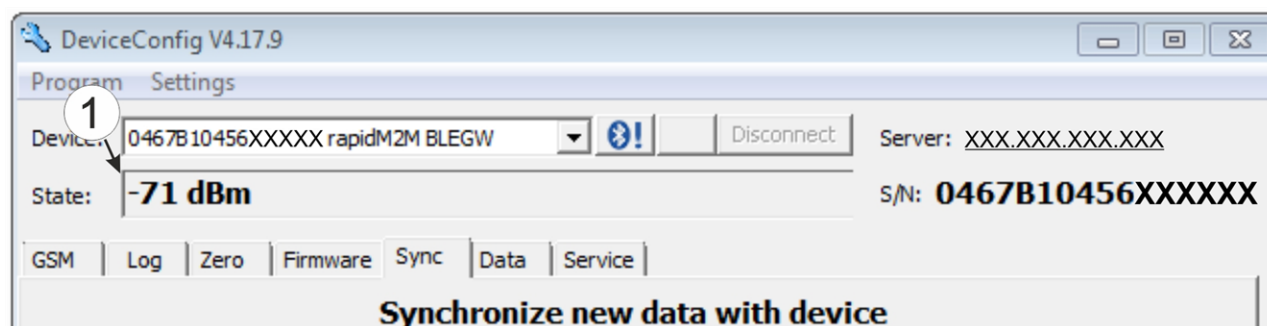 DeviceConfig V4.17.9
Program Settings
1
Device: 0467B10456XXXXX rapidM2M BLEGW ! Disconnect Server: XXX.XXX.XXX.XXX
State: -71 dBm S/N: 0467B10456XXXXXX
GSM Log Zero Firmware Sync Data Service
Synchronize new data with device